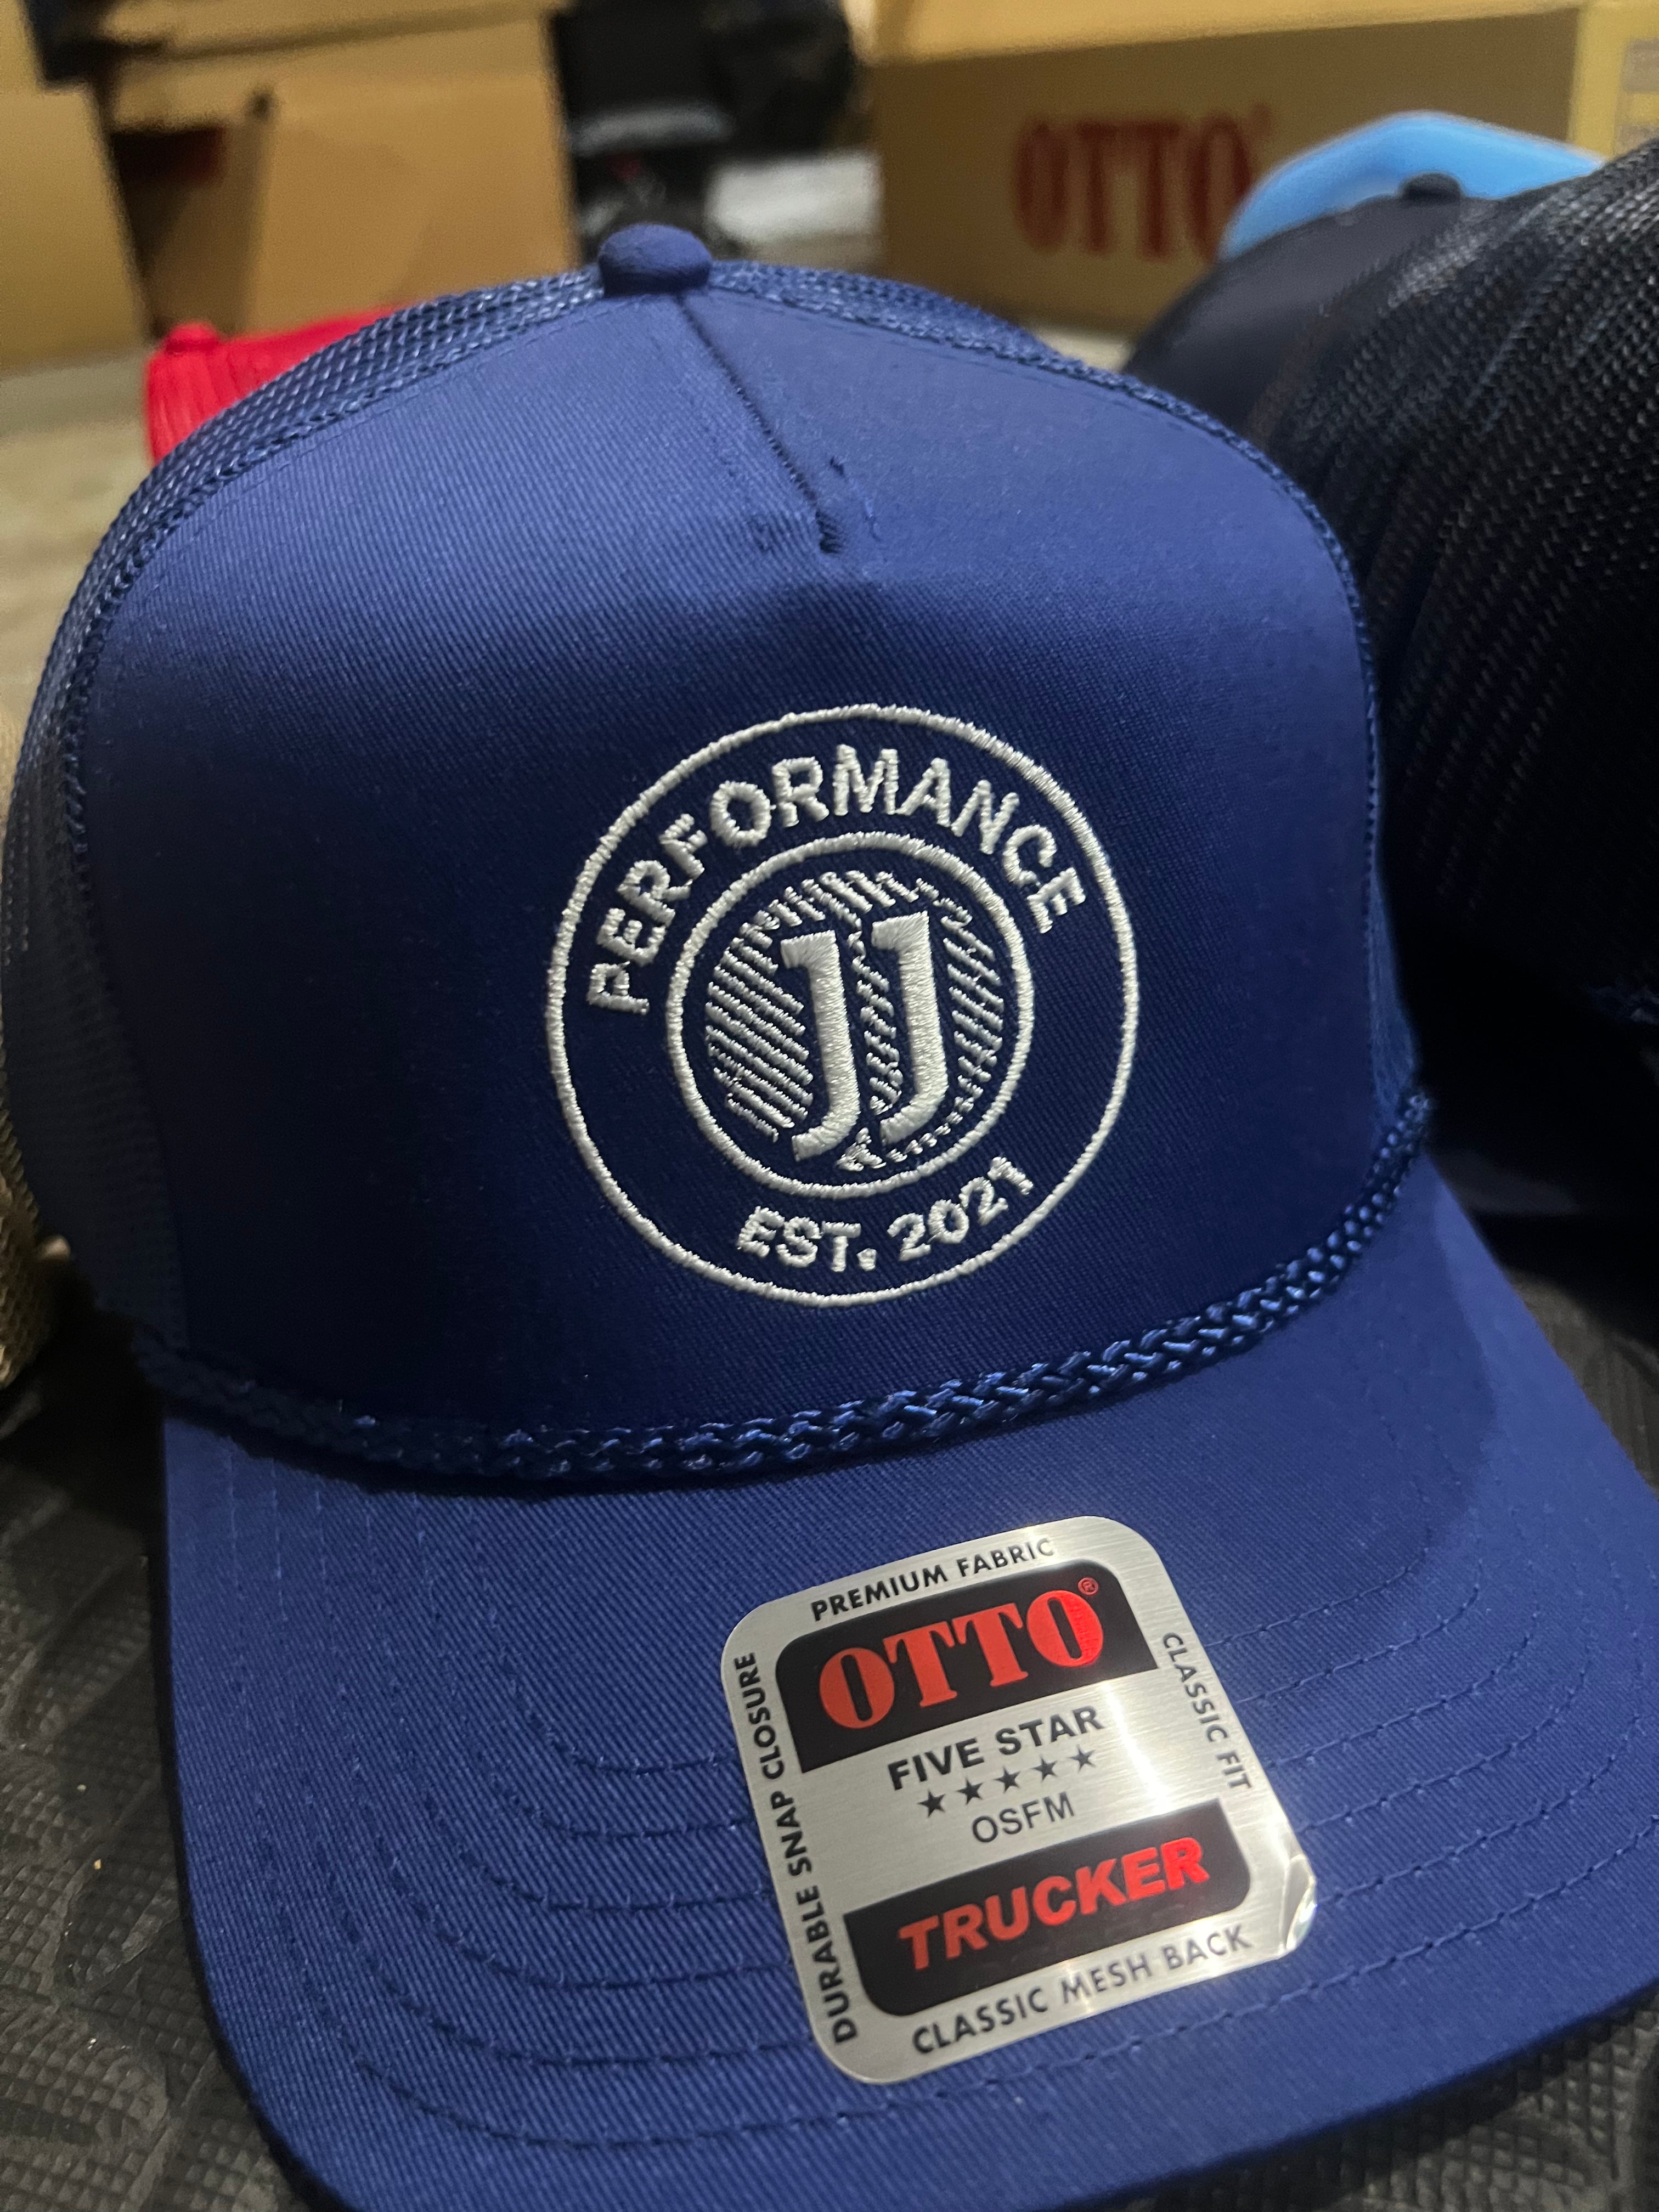 OTTO
PERFORMANCE
JJ
EST. 2021
PREMIUM FABRIC
OTTO®
FIVE STAR
★★★★★
OSFM
TRUCKER
CLASSIC MESH BACK
DURABLE SNAP CLOSURE
CLASSIC FIT